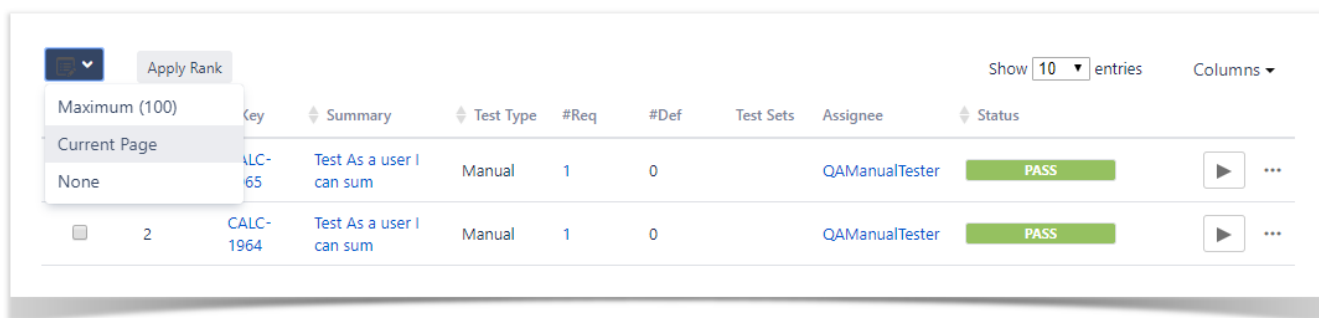 Apply Rank
Show 10 entries
Columns
Maximum (100)
Current Page
None
Key
Summary
Test Type
#Req
#Def
Test Sets
Assignee
Status
Test As a user I
can sum
Manual
1
0
QAManualTester
PASS
2
CALC-
1964
Test As a user I
can sum
Manual
1
0
QAManualTester
PASS